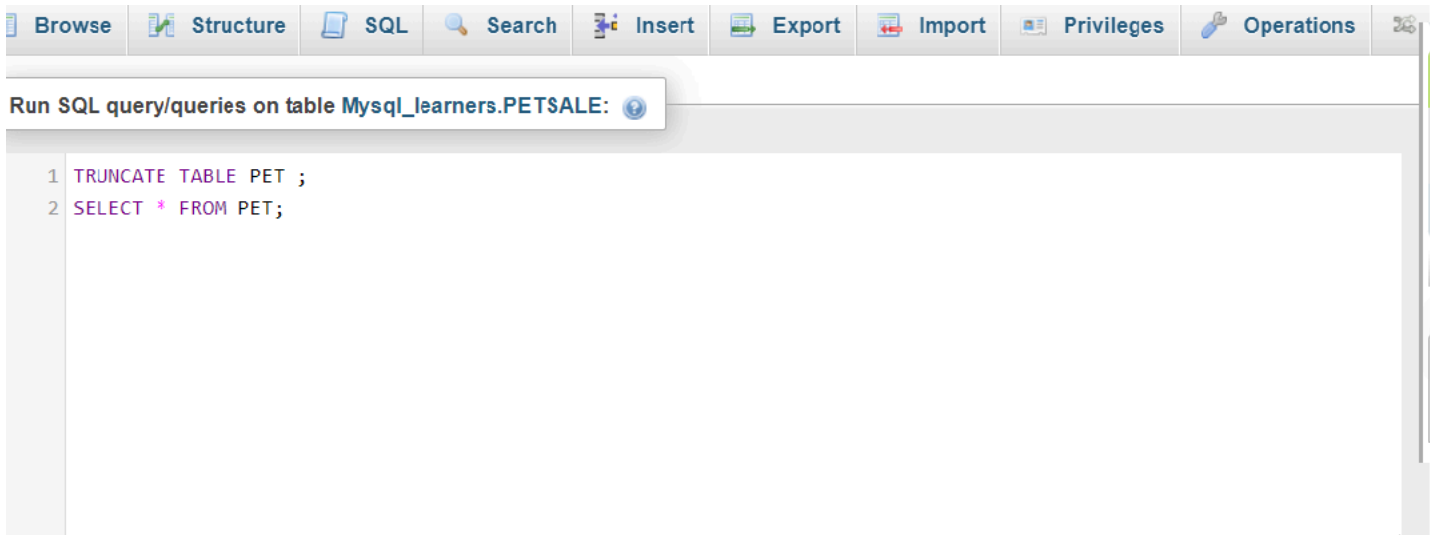 Browse Structure SQL Search Insert Export Import Privileges Operations
Run SQL query/queries on table Mysql_learners.PETSALE:
1 TRUNCATE TABLE PET ;
2 SELECT * FROM PET;